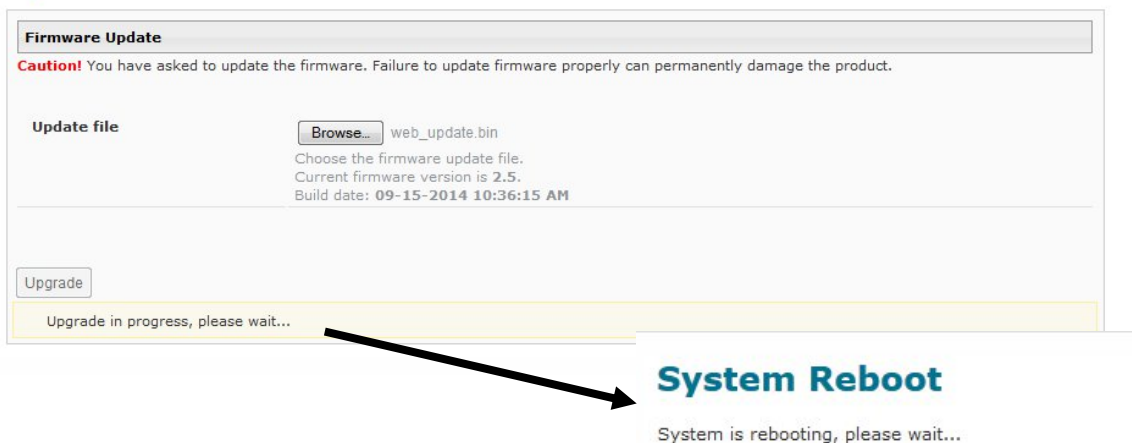 Firmware Update
Caution! You have asked to update the firmware. Failure to update firmware properly can permanently damage the product.
Update file
Browse... web_update.bin
Choose the firmware update file.
Current firmware version is 2.5.
Build date: 09-15-2014 10:36:15 AM
Upgrade
Upgrade in progress, please wait...
System Reboot
System is rebooting, please wait...